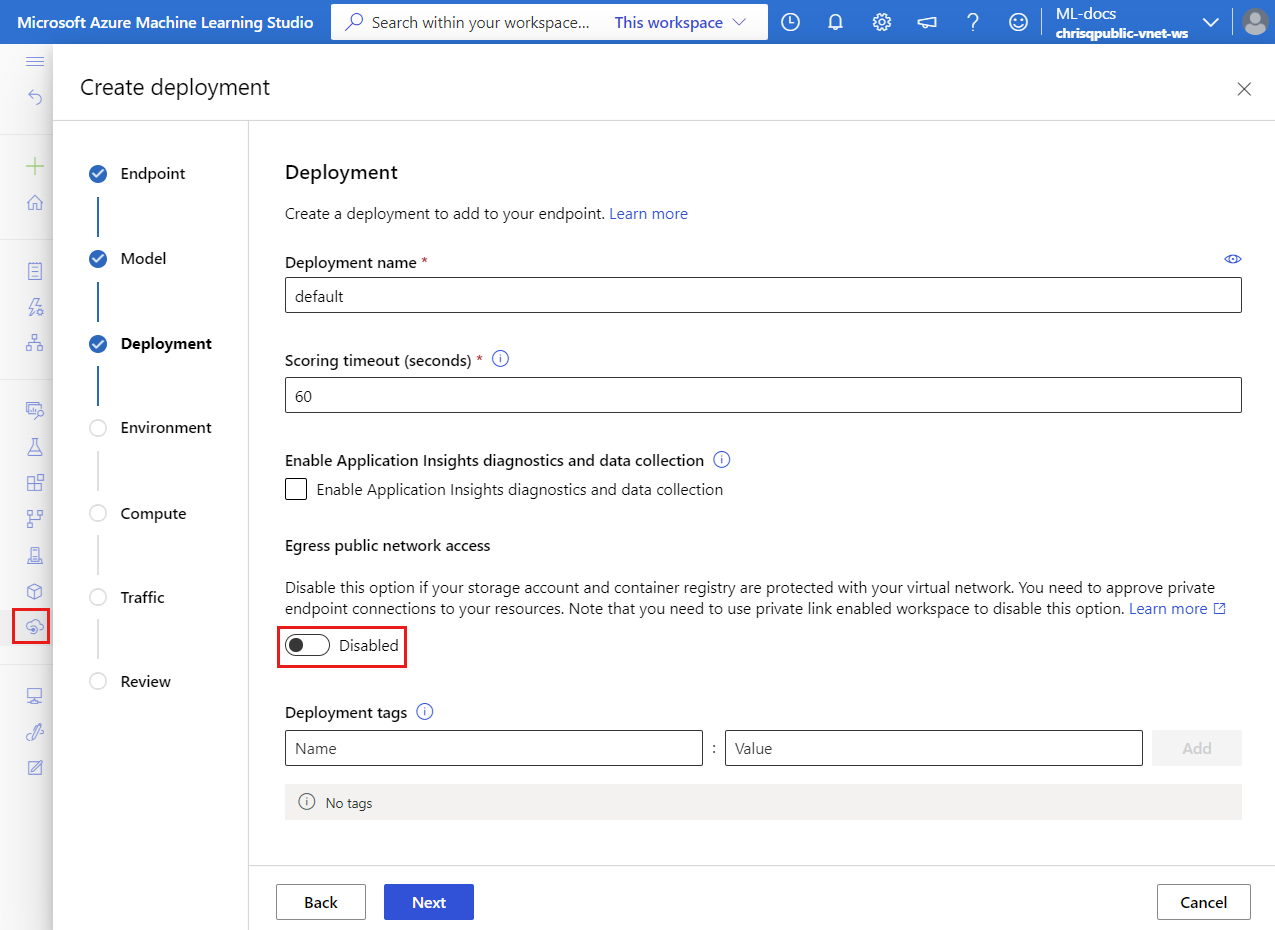 Microsoft Azure Machine Learning Studio
Search within your workspace...
This workspace
ML-docs
chrisqpublic-vnet-ws
Create deployment
Endpoint
Model
Deployment
Environment
Compute
Traffic
Review
Deployment
Create a deployment to add to your endpoint. Learn more
Deployment name *
default
Scoring timeout (seconds) *
60
Enable Application Insights diagnostics and data collection
Enable Application Insights diagnostics and data collection
Egress public network access
Disable this option if your storage account and container registry are protected with your virtual network. You need to approve private
endpoint connections to your resources. Note that you need to use private link enabled workspace to disable this option. Learn more
Disabled
Deployment tags
Name : Value Add
No tags
Back Next Cancel